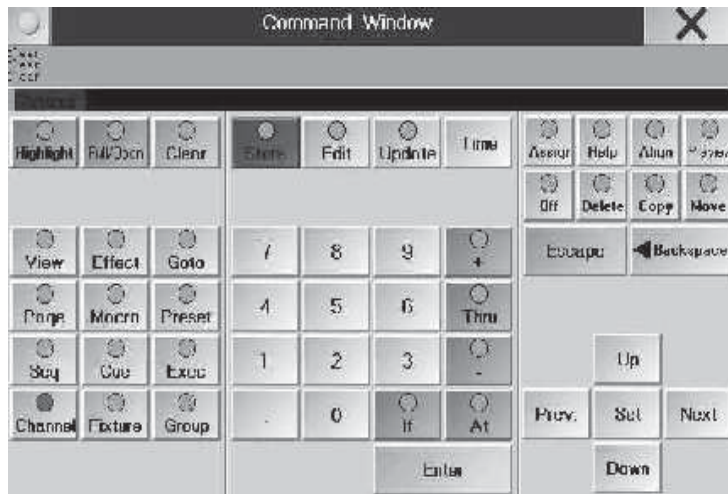 Command Window
Highlight Clear Store Edit Update Time Assign Help Align
Off Delete Copy Move
View Effect Goto 7 8 9 + Escape Backspace
Page Macro Preset 4 5 6 Thru
Seq Cue Exec 1 2 3 - Up
Channel Fixture Group . 0 If At Prev. Set Next
Enter Down